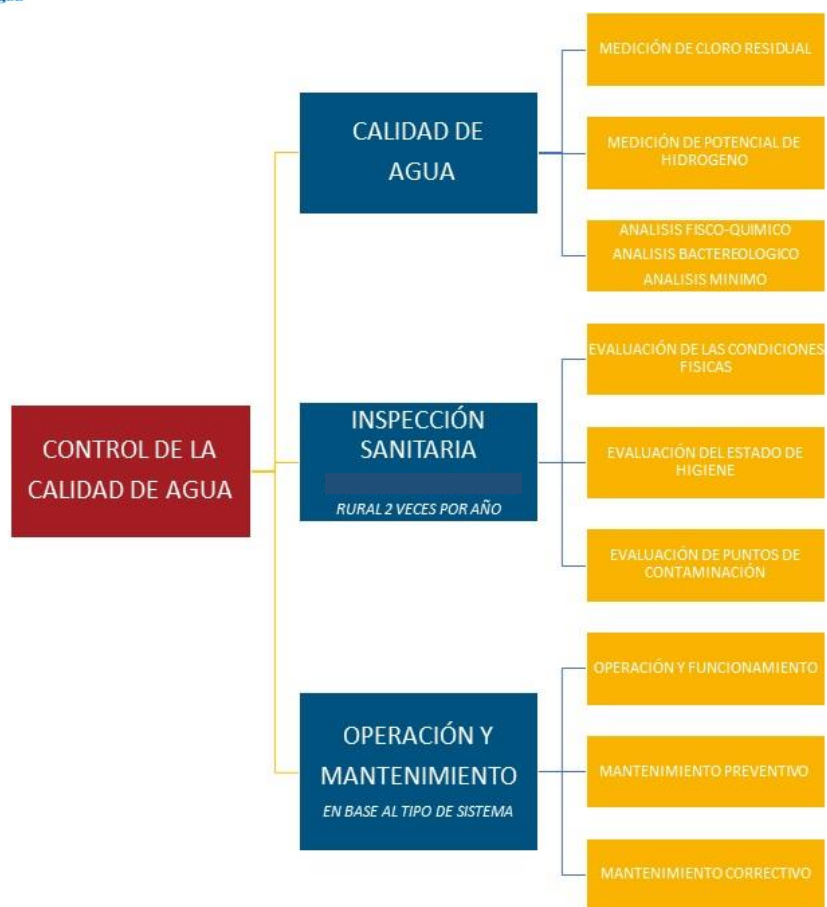 MEDICIÓN DE CLORO RESIDUAL
CALIDAD DE
AGUA
MEDICIÓN DE POTENCIAL DE
HIDROGENO
ANALISIS FISCO-QUIMICO
ANALISIS BACTEREOLOGICO
ANALISIS MINIMO
CONTROL DE LA
CALIDAD DE AGUA
INSPECCIÓN
SANITARIA
RURAL 2 VECES POR AÑO
EVALUACIÓN DE LAS CONDICIONES
FISICAS
EVALUACIÓN DEL ESTADO DE
HIGIENE
EVALUACIÓN DE PUNTOS DE
CONTAMINACIÓN
OPERACIÓN Y
MANTENIMIENTO
EN BASE AL TIPO DE SISTEMA
OPERACIÓN Y FUNCIONAMIENTO
MANTENIMIENTO PREVENTIVO
MANTENIMIENTO CORRECTIVO